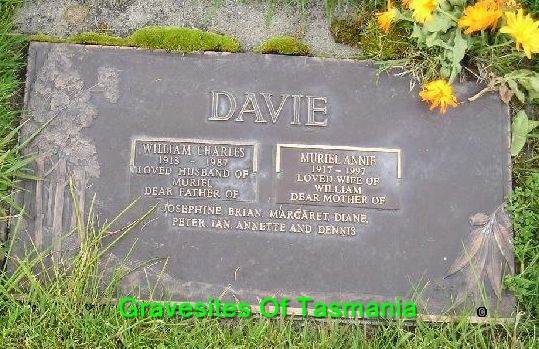 DAVIE
WILLIAM CHARLES
1913 - 1987
LOVED HUSBAND OF
MURIEL
DEAR FATHER OF
MURIEL ANNIE
1917 - 1997
LOVED WIFE OF
WILLIAM
DEAR MOTHER OF
JOSEPHINE, BRIAN, MARGARET, DIANE,
PETER, IAN, ANNETTE AND DENNIS
Gravesites Of Tasmania ©